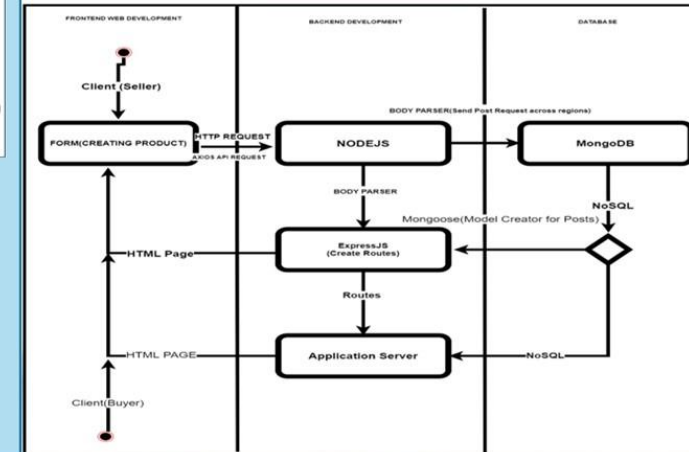 FRONTEND WEB DEVELOPMENT
BACKEND DEVELOPMENT
DATABASE
Client (Seller)
BODY PARSER(Send Post Request across regions)
FORM(CREATING PRODUCT)
HTTP REQUEST
AXIOS API REQUEST
NODEJS
MongoDB
BODY PARSER
NoSQL
Mongoose(Model Creator for Posts)
HTML Page
ExpressJS
(Create Routes)
Routes
HTML PAGE
Application Server
NoSQL
Client(Buyer)